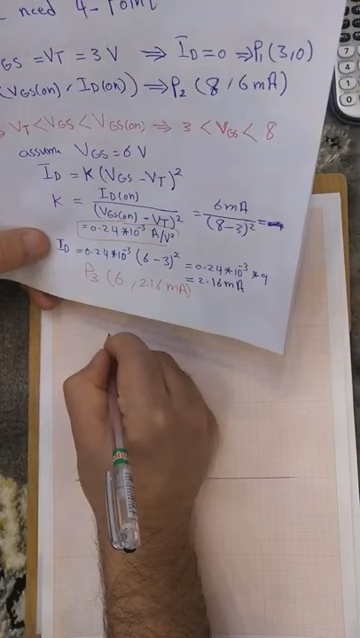 need 4-point
GS = VT = 3 V ⟹ ID = 0 ⟹ P1 (3,0)
(VGS(on), ID(on)) ⟹ P2 (8, 6mA)
VT < VGS < VGS(on) ⟹ 3 < VGS < 8
assume VGS = 6 V
ID = K(VGS - VT)²
K = ID(on) / (VGS(on) - VT)² = 6mA / (8-3)² =
= 0.24*10⁻³ A/V²
ID = 0.24*10⁻³ (6-3)² = 0.24*10⁻³ * 9
= 2.16 mA
P3 (6, 2.16 mA)